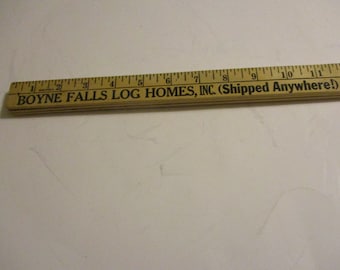 1 2 3 4 5 6 7 8 9 10 11
BOYNE FALLS LOG HOMES, INC. (Shipped Anywhere!)